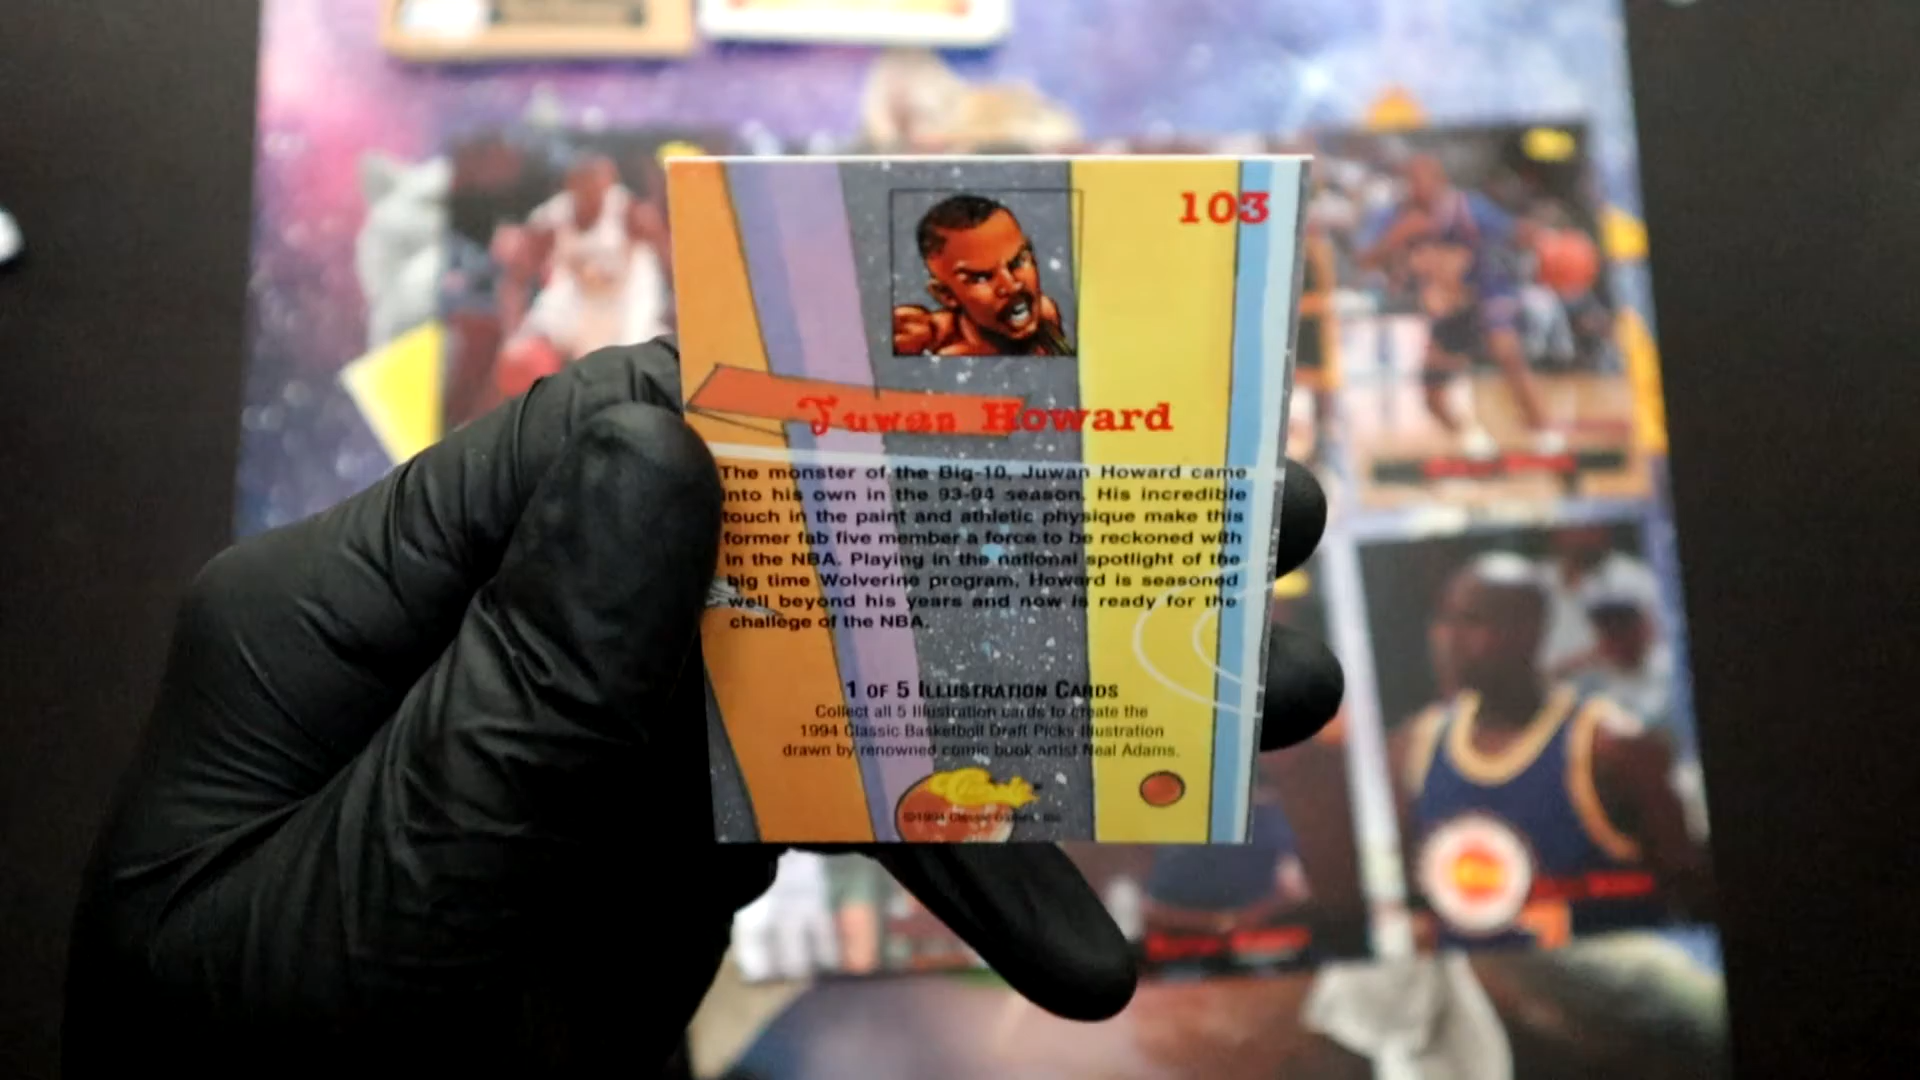 103
Juwan Howard
The monster of the Big-10, Juwan Howard came
into his own in the 93-94 season. His incredible
touch in the paint and athletic physique make this
former fab five member a force to be reckoned with
in the NBA. Playing in the national spotlight of the
big time Wolverine program, Howard is seasoned
well beyond his years and now is ready for the
challege of the NBA.
1 OF 5 ILLUSTRATION CARDS
Collect all 5 Illustration cards to create the
1994 Classic Basketball Draft Picks Illustration
drawn by renowned comic book artist Neal Adams.
Classic
©1994 Classic Games, Inc.